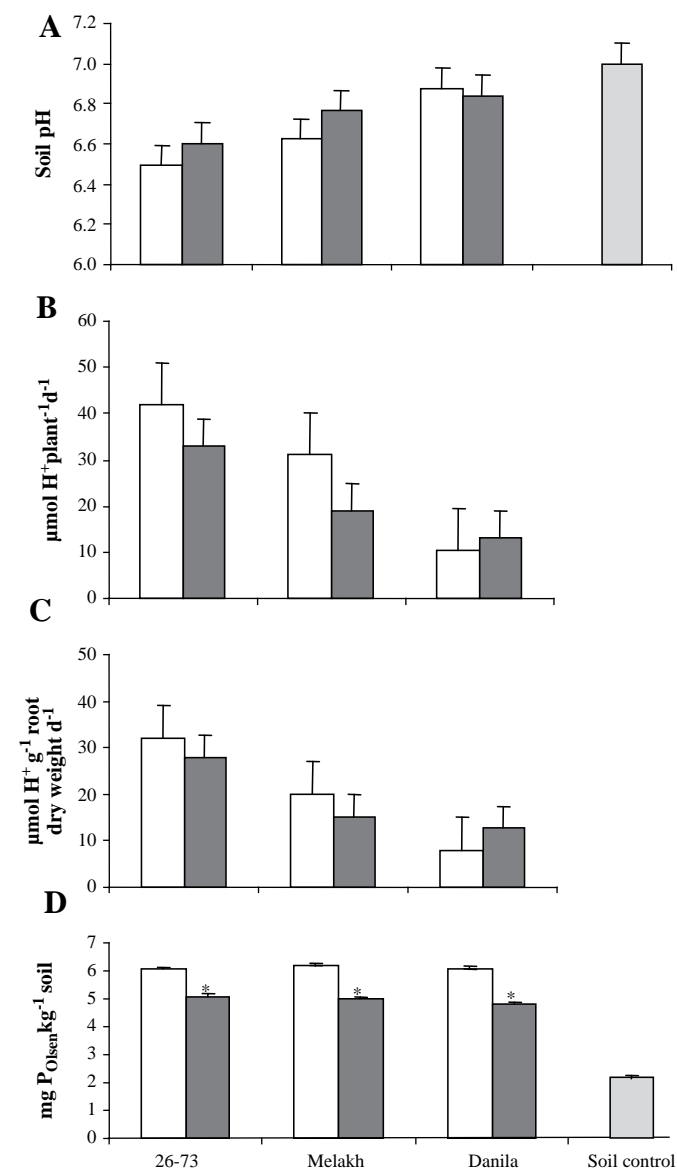 A
7.2
7.0
6.8
6.6
6.4
6.2
6.0
Soil pH
B
60
50
40
30
20
10
0
µmol H⁺plant⁻¹d⁻¹
C
50
40
30
20
10
0
µmol H⁺ g⁻¹ root
dry weight d⁻¹
D
7
6
5
4
3
2
1
0
mg P_Olsen kg⁻¹ soil
* * *
26-73 Melakh Danila Soil control